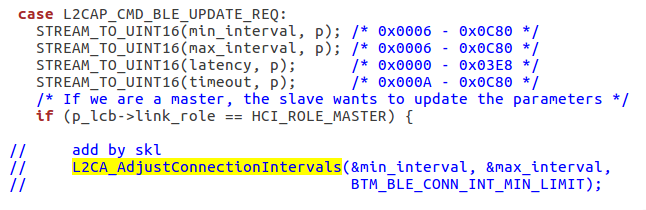 case L2CAP_CMD_BLE_UPDATE_REQ:
STREAM_TO_UINT16(min_interval, p); /* 0x0006 - 0x0C80 */
STREAM_TO_UINT16(max_interval, p); /* 0x0006 - 0x0C80 */
STREAM_TO_UINT16(latency, p); /* 0x0000 - 0x03E8 */
STREAM_TO_UINT16(timeout, p); /* 0x000A - 0x0C80 */
/* If we are a master, the slave wants to update the parameters */
if (p_lcb->link_role == HCI_ROLE_MASTER) {
// add by skl
// L2CA_AdjustConnectionIntervals(&min_interval, &max_interval,
// BTM_BLE_CONN_INT_MIN_LIMIT);